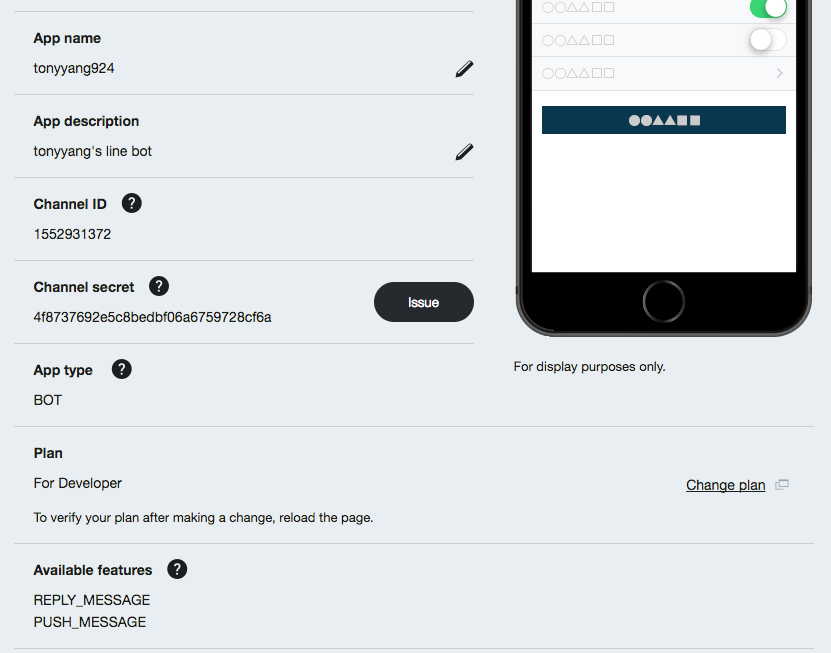 App name
tonyyang924
App description
tonyyang's line bot
Channel ID ?
1552931372
Channel secret ?
4f8737692e5c8bedbf06a6759728cf6a
Issue
App type ?
BOT
Plan
For Developer
Change plan
To verify your plan after making a change, reload the page.
Available features ?
REPLY_MESSAGE
PUSH_MESSAGE
○○△△□□
○○△△□□
○○△△□□
●●▲▲■■
For display purposes only.